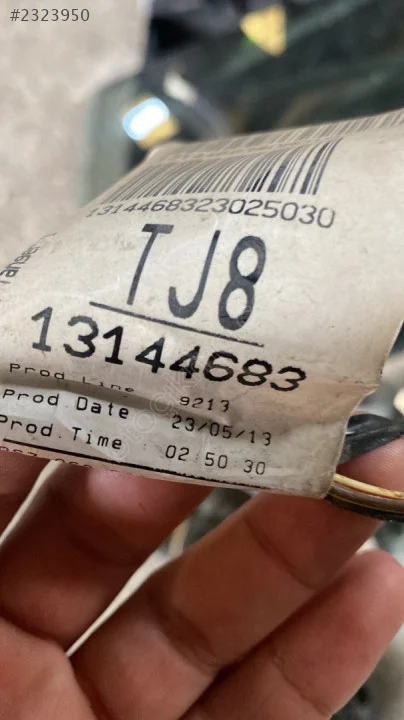 #2323950
1314468323025030
TJ8
13144683
Prod Line 9213
Prod Date 23/05/13
Prod.Time 02:50:30